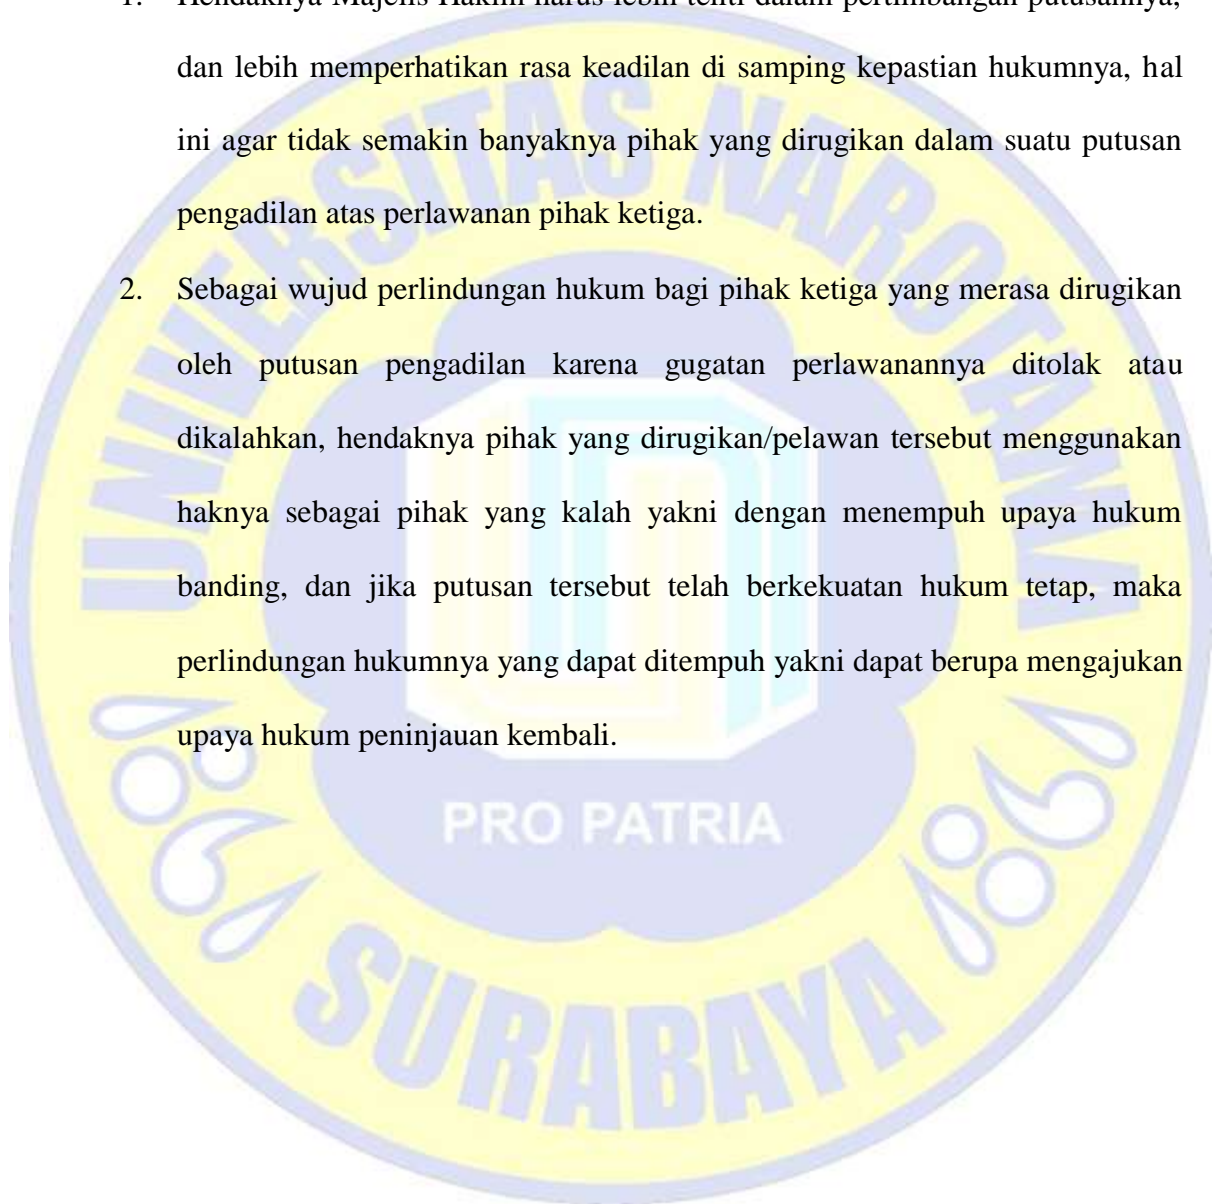 1. Hendaknya Majelis Hakim harus lebih teliti dalam pertimbangan putusannya,
dan lebih memperhatikan rasa keadilan di samping kepastian hukumnya, hal
ini agar tidak semakin banyaknya pihak yang dirugikan dalam suatu putusan
pengadilan atas perlawanan pihak ketiga.
2. Sebagai wujud perlindungan hukum bagi pihak ketiga yang merasa dirugikan
oleh putusan pengadilan karena gugatan perlawanannya ditolak atau
dikalahkan, hendaknya pihak yang dirugikan/pelawan tersebut menggunakan
haknya sebagai pihak yang kalah yakni dengan menempuh upaya hukum
banding, dan jika putusan tersebut telah berkekuatan hukum tetap, maka
perlindungan hukumnya yang dapat ditempuh yakni dapat berupa mengajukan
upaya hukum peninjauan kembali.
UNIVERSITAS NAROTAMA
PRO PATRIA
SURABAYA